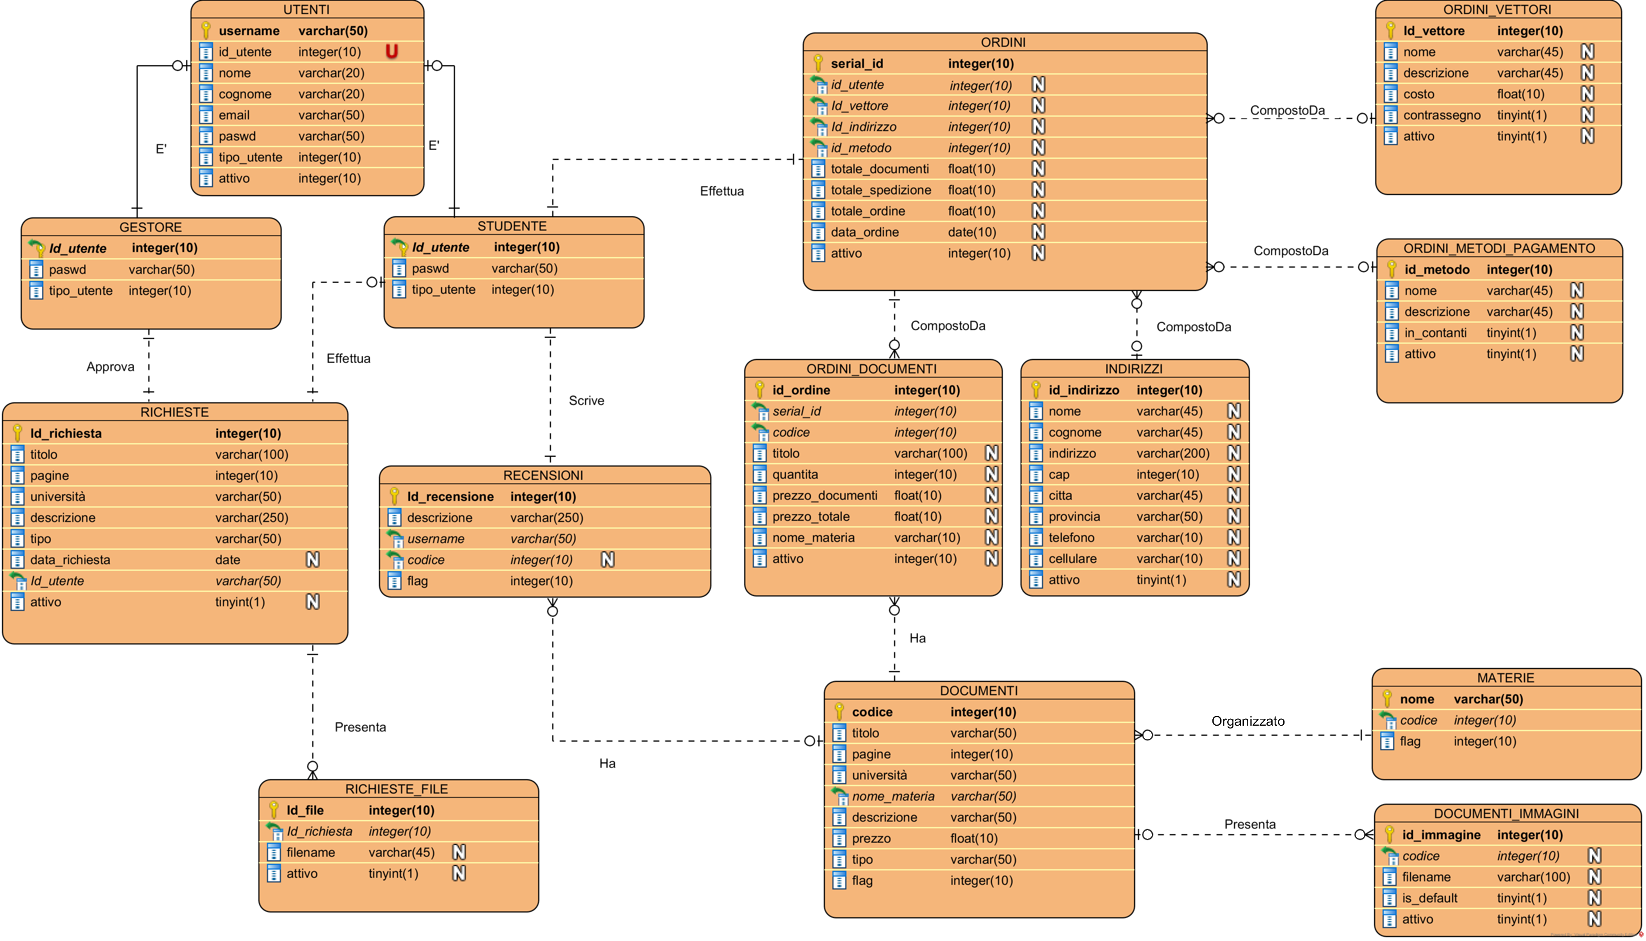 UTENTI
username varchar(50)
id_utente integer(10) U
nome varchar(20)
cognome varchar(20)
email varchar(50)
paswd varchar(50)
tipo_utente integer(10)
attivo integer(10)
E'
E'
GESTORE
Id_utente integer(10)
paswd varchar(50)
tipo_utente integer(10)
STUDENTE
Id_utente integer(10)
paswd varchar(50)
tipo_utente integer(10)
Effettua
ORDINI
serial_id integer(10)
id_utente integer(10) N
Id_vettore integer(10) N
Id_indirizzo integer(10) N
id_metodo integer(10) N
totale_documenti float(10) N
totale_spedizione float(10) N
totale_ordine float(10) N
data_ordine date(10) N
attivo integer(10) N
CompostoDa
ORDINI_VETTORI
Id_vettore integer(10)
nome varchar(45) N
descrizione varchar(45) N
costo float(10) N
contrassegno tinyint(1) N
attivo tinyint(1) N
CompostoDa
ORDINI_METODI_PAGAMENTO
id_metodo integer(10)
nome varchar(45) N
descrizione varchar(45) N
in_contanti tinyint(1) N
attivo tinyint(1) N
Approva
Effettua
Scrive
CompostoDa
CompostoDa
RICHIESTE
Id_richiesta integer(10)
titolo varchar(100)
pagine integer(10)
università varchar(50)
descrizione varchar(250)
tipo varchar(50)
data_richiesta date N
Id_utente varchar(50)
attivo tinyint(1) N
RECENSIONI
Id_recensione integer(10)
descrizione varchar(250)
username varchar(50)
codice integer(10) N
flag integer(10)
ORDINI_DOCUMENTI
id_ordine integer(10)
serial_id integer(10)
codice integer(10)
titolo varchar(100) N
quantita integer(10) N
prezzo_documenti float(10) N
prezzo_totale float(10) N
nome_materia varchar(10) N
attivo integer(10) N
INDIRIZZI
id_indirizzo integer(10)
nome varchar(45) N
cognome varchar(45) N
indirizzo varchar(200) N
cap integer(10) N
citta varchar(45) N
provincia varchar(50) N
telefono varchar(10) N
cellulare varchar(10) N
attivo tinyint(1) N
Presenta
Ha
Ha
RICHIESTE_FILE
Id_file integer(10)
Id_richiesta integer(10)
filename varchar(45) N
attivo tinyint(1) N
DOCUMENTI
codice integer(10)
titolo varchar(50)
pagine integer(10)
università varchar(50)
nome_materia varchar(50)
descrizione varchar(50)
prezzo float(10)
tipo varchar(50)
flag integer(10)
Organizzato
MATERIE
nome varchar(50)
codice integer(10)
flag integer(10)
Presenta
DOCUMENTI_IMMAGINI
id_immagine integer(10)
codice integer(10) N
filename varchar(100) N
is_default tinyint(1) N
attivo tinyint(1) N